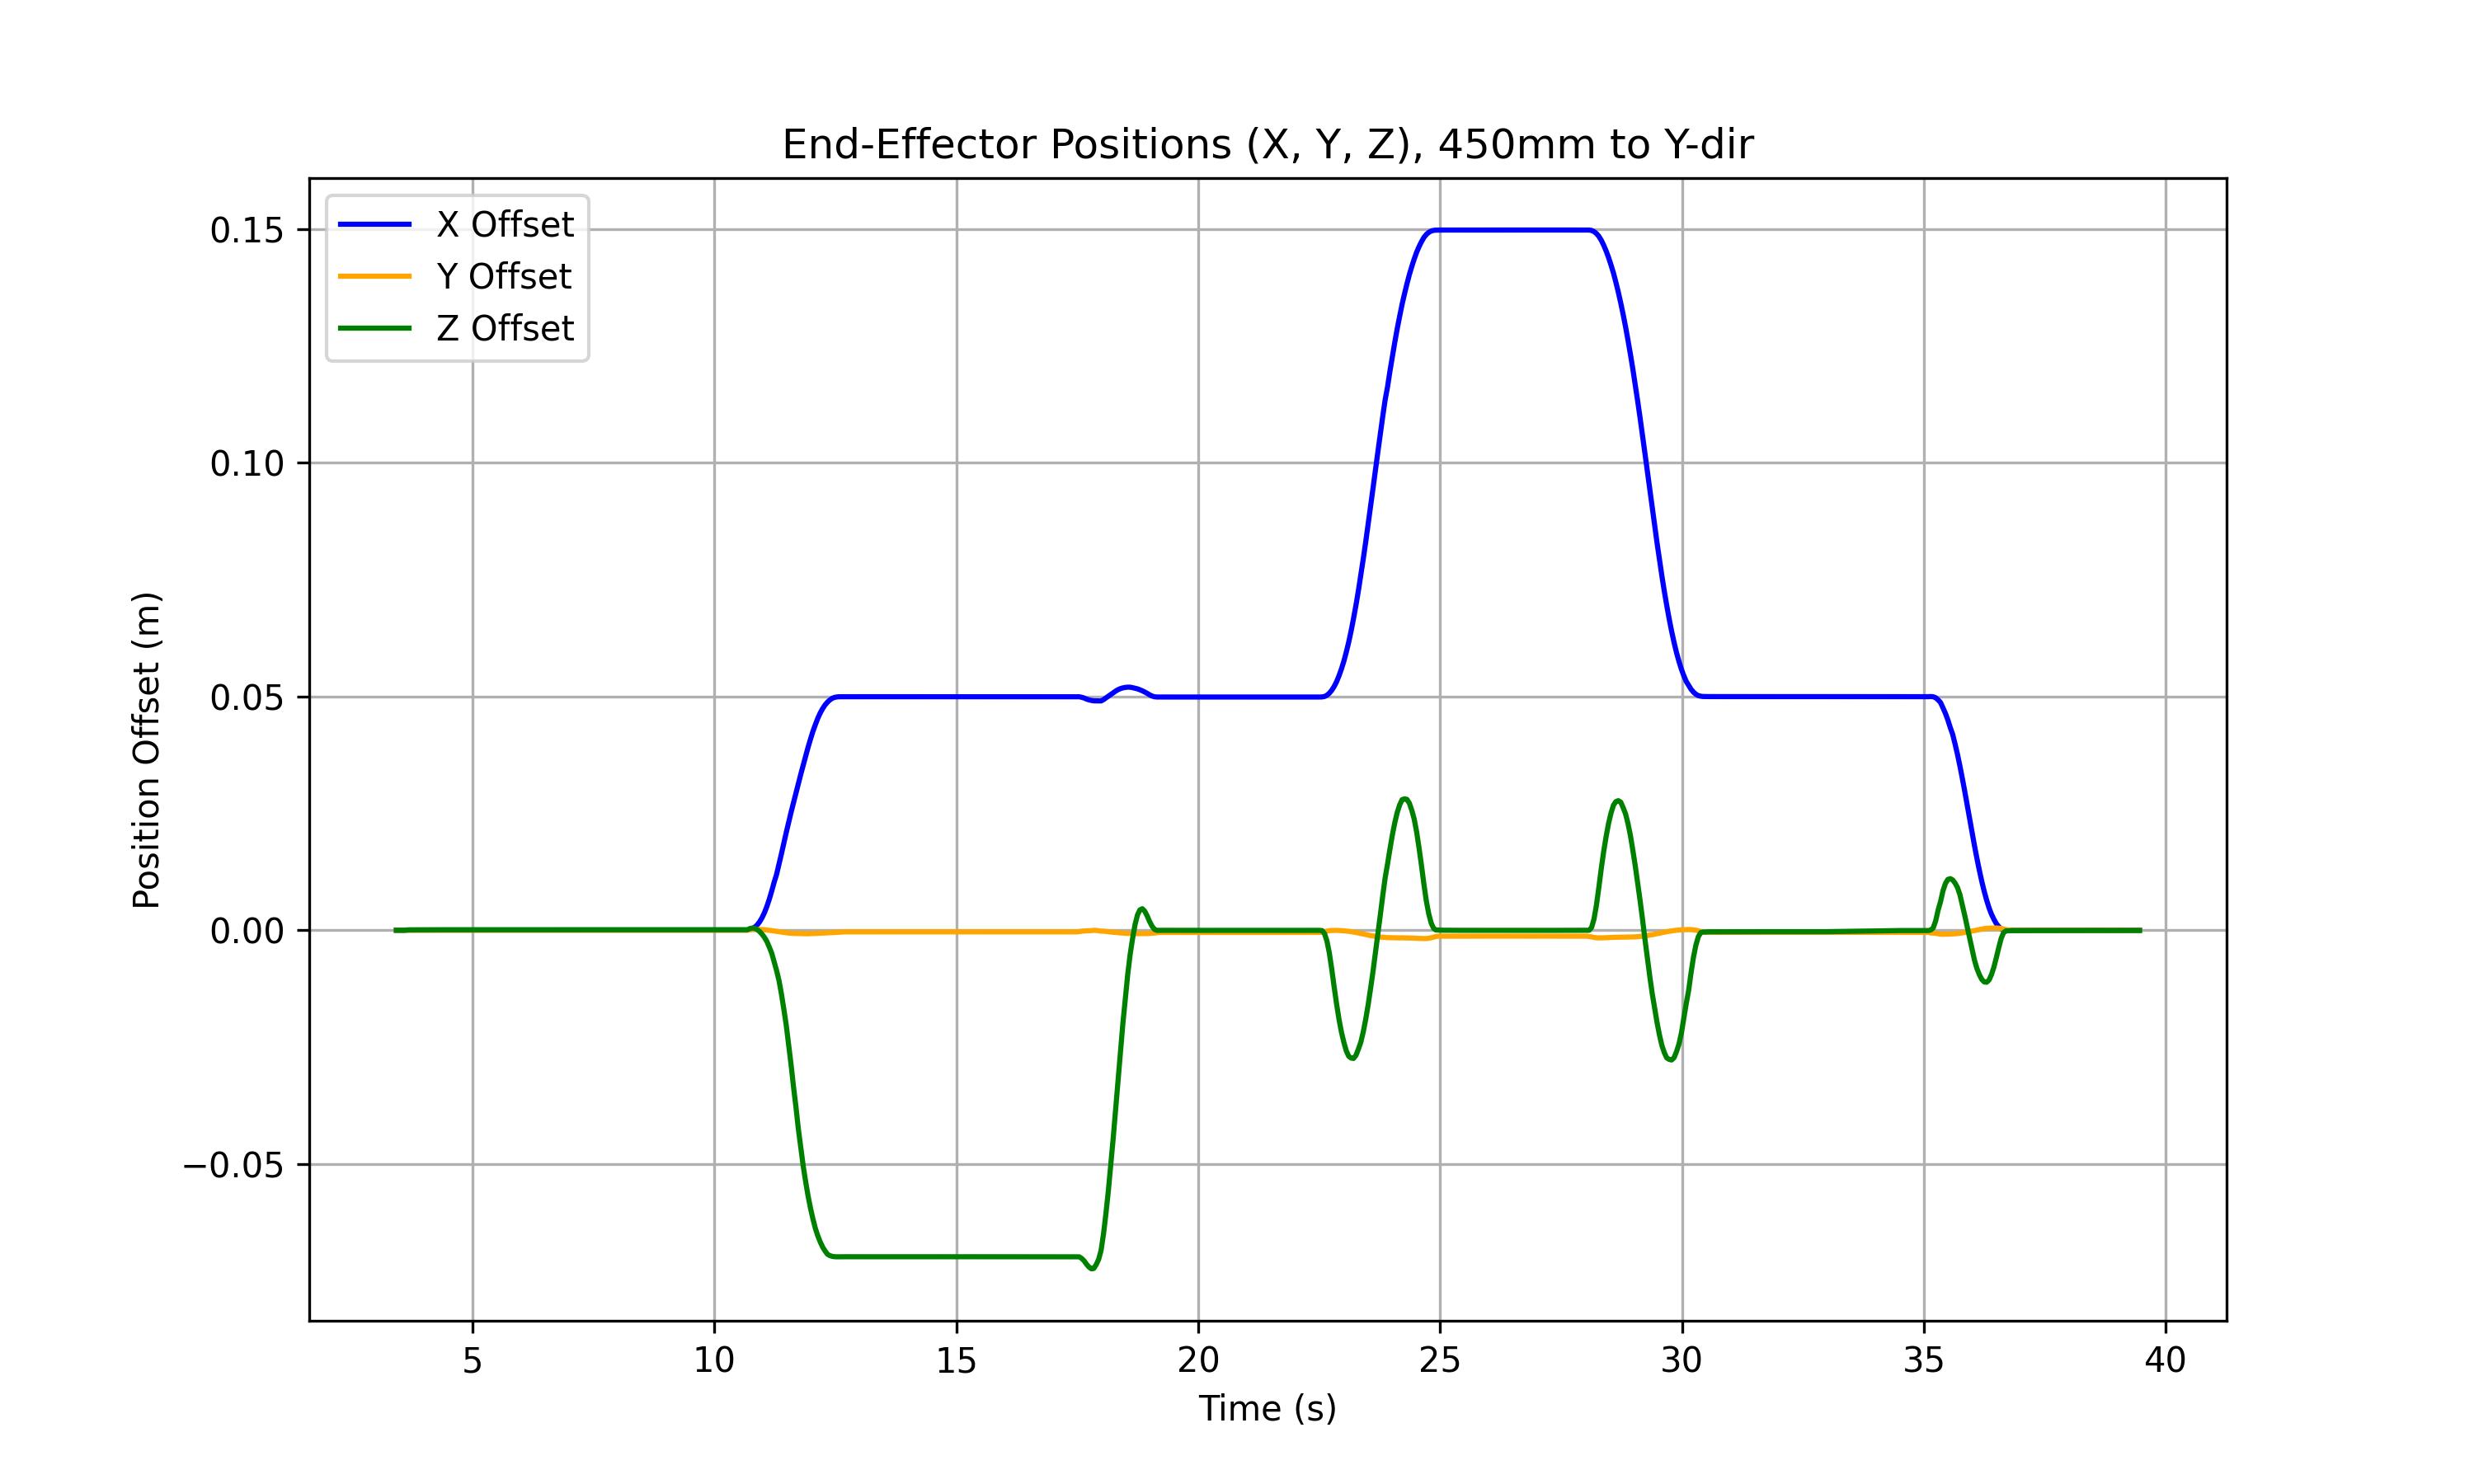 End-Effector Positions (X, Y, Z), 450mm to Y-dir
X Offset
Y Offset
Z Offset
Position Offset (m)
0.15
0.10
0.05
0.00
−0.05
5 10 15 20 25 30 35 40
Time (s)